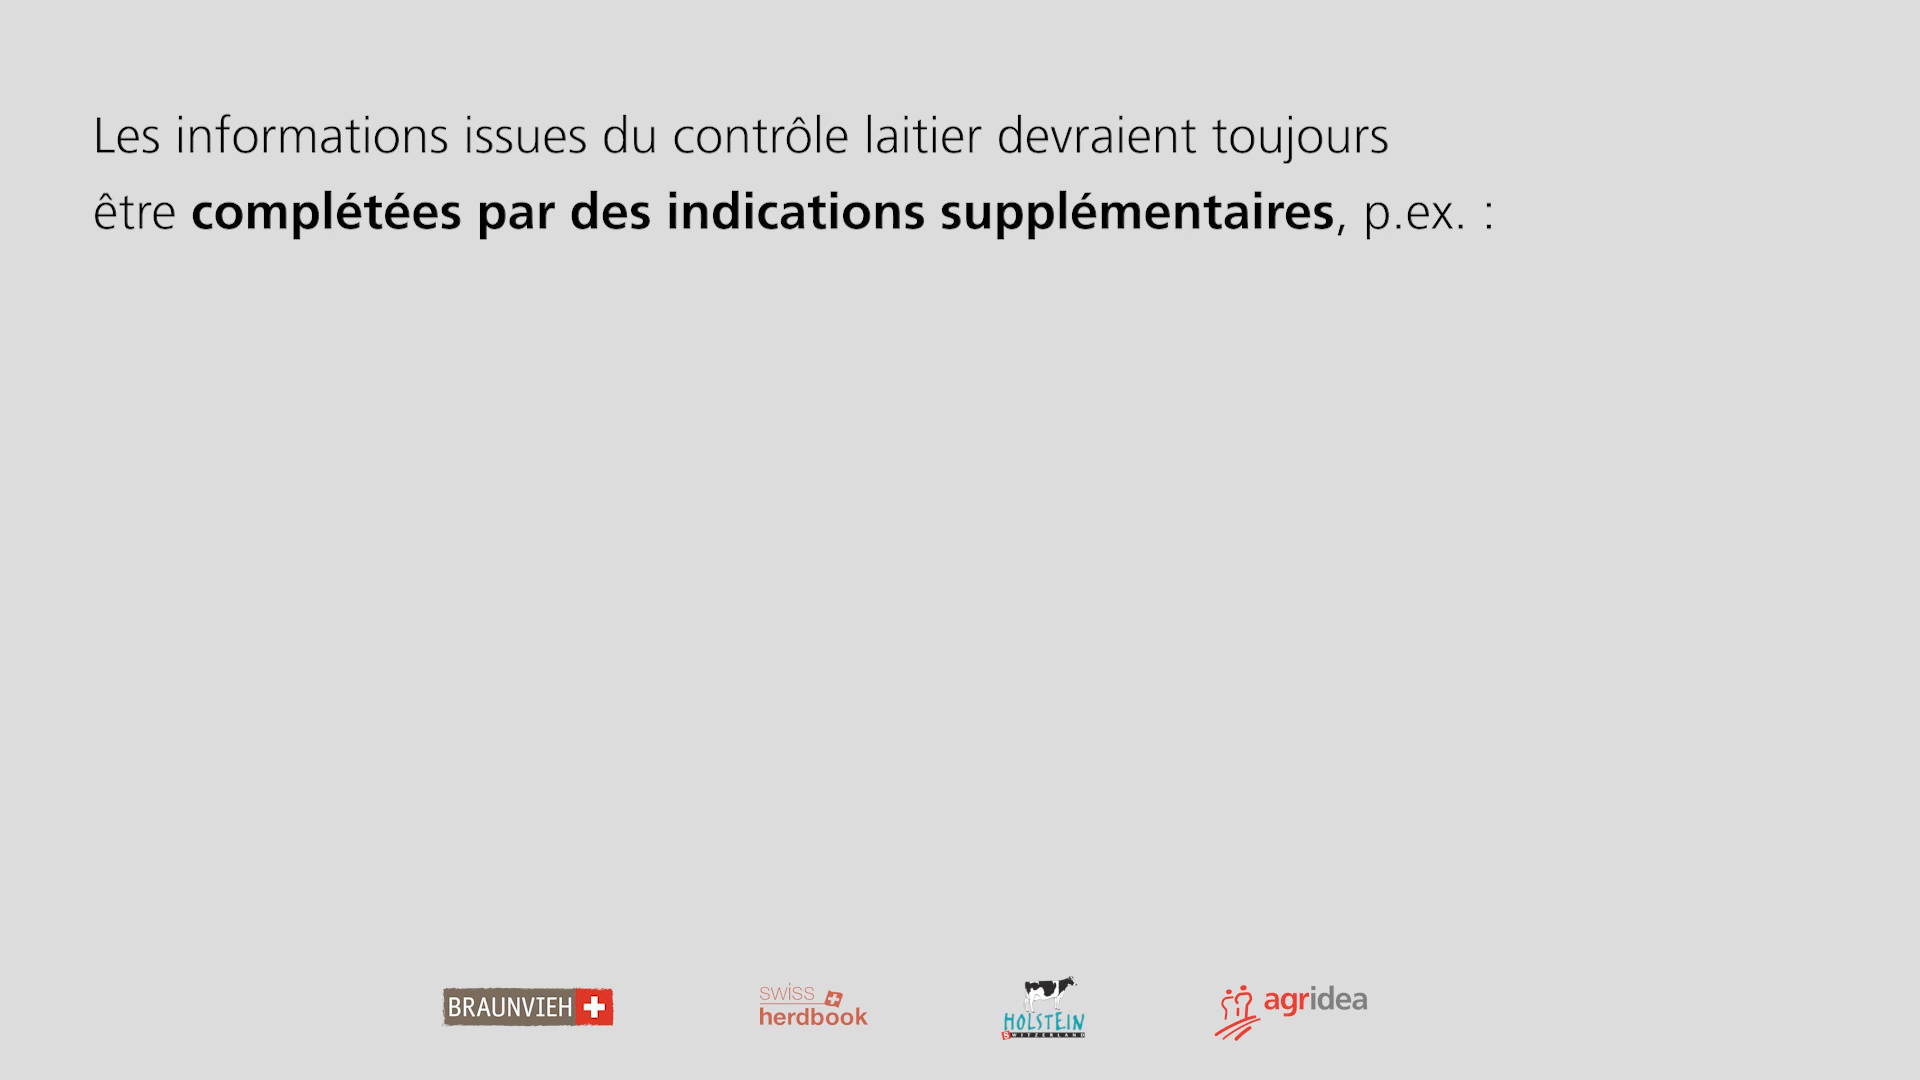 Les informations issues du contrôle laitier devraient toujours
être complétées par des indications supplémentaires, p.ex. :
BRAUNVIEH
swiss
herdbook
HOLSTEIN
SWITZERLAND
agridea